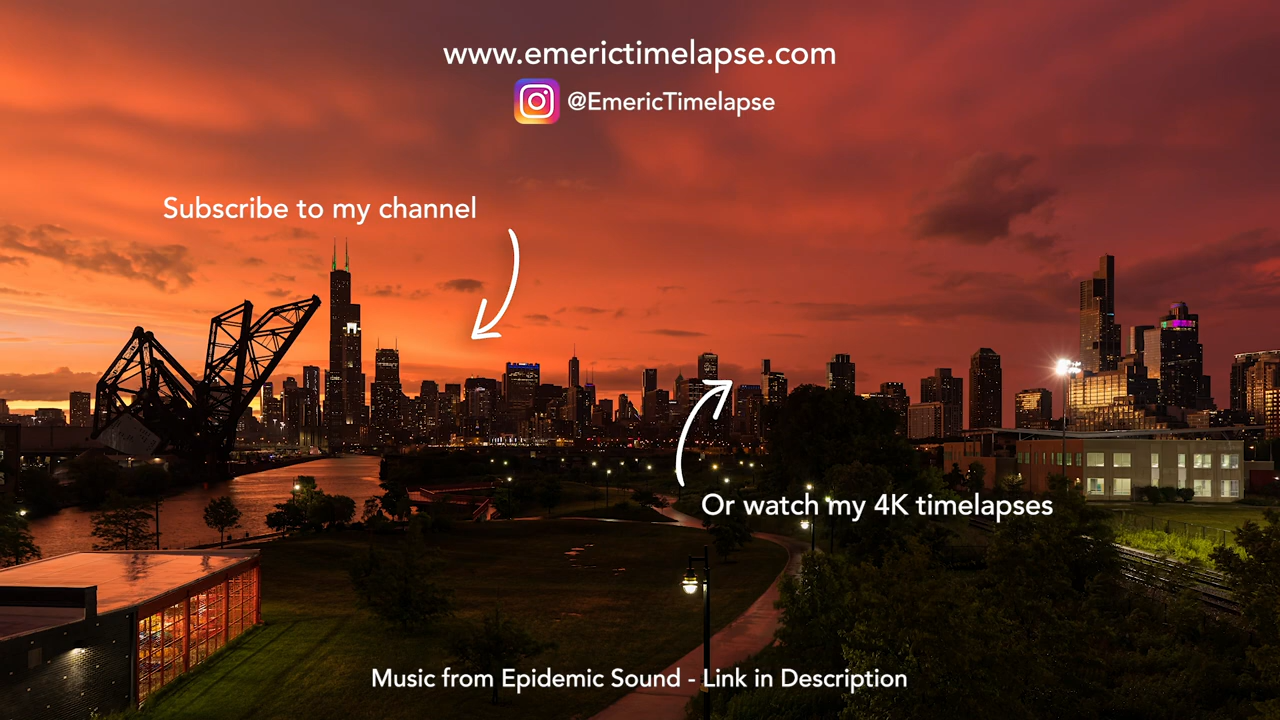 www.emerictimelapse.com
@EmericTimelapse
Subscribe to my channel
Or watch my 4K timelapses
Music from Epidemic Sound - Link in Description